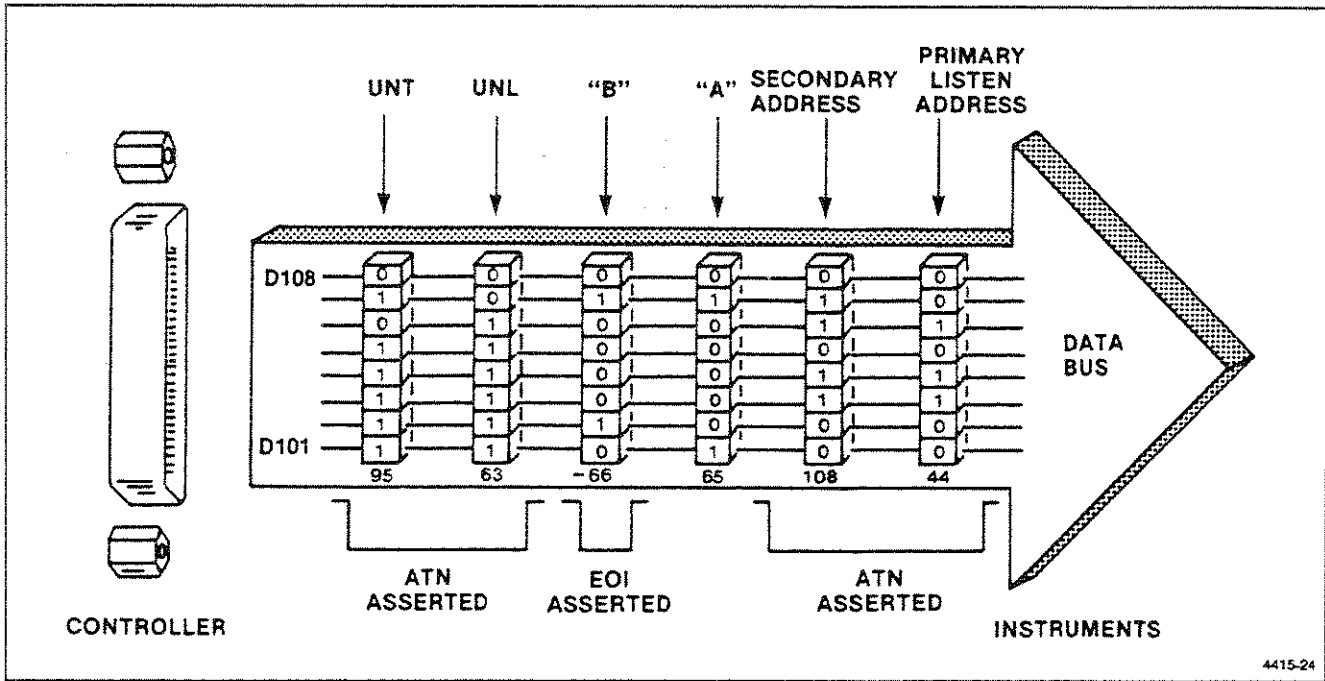 UNT UNL “B” “A” SECONDARY ADDRESS PRIMARY LISTEN ADDRESS
D108 0 0 0 0 0 0
1 0 1 1 1 0
0 1 0 0 1 1
1 1 0 0 0 0
1 1 0 0 1 1
1 1 0 0 1 1
1 1 1 0 0 0
D101 1 1 0 1 0 0
95 63 -66 65 108 44
DATA
BUS
ATN
ASSERTED
EOI
ASSERTED
ATN
ASSERTED
CONTROLLER
INSTRUMENTS
4415-24